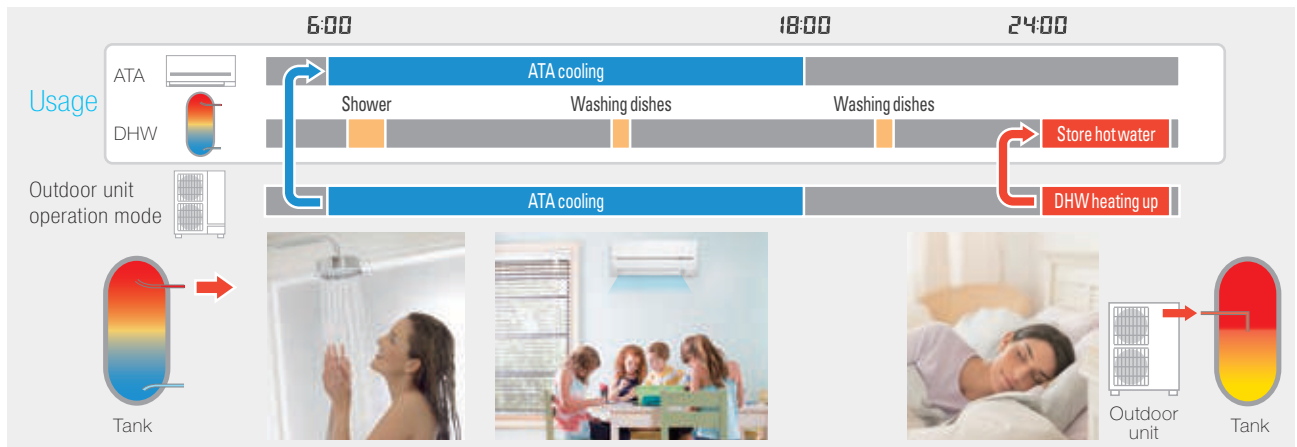 6:00 18:00 24:00
Usage
ATA
ATA cooling
Shower Washing dishes Washing dishes
DHW
Store hot water
Outdoor unit
operation mode
ATA cooling
DHW heating up
Tank
Outdoor
unit
Tank